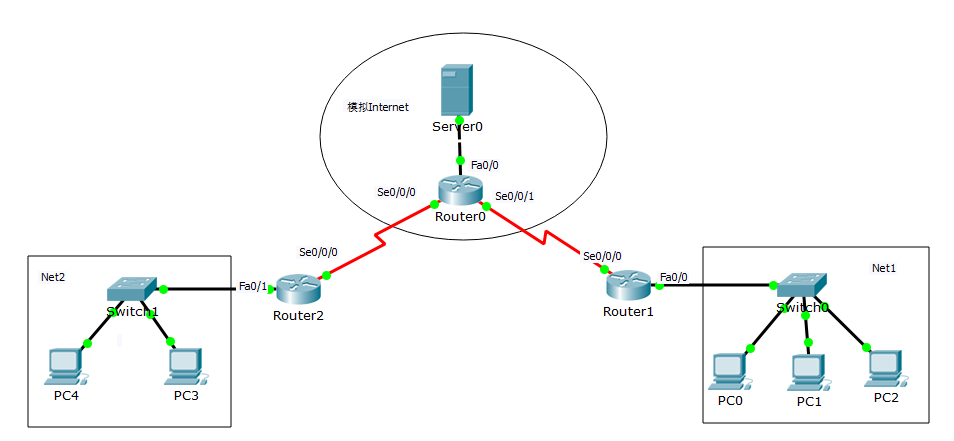 模拟Internet
Server0
Fa0/0
Se0/0/0
Se0/0/1
Router0
Se0/0/0
Se0/0/0
Net2
Fa0/1
Switch1
Router2
PC4
PC3
Net1
Fa0/0
Router1
Switch0
PC0
PC1
PC2